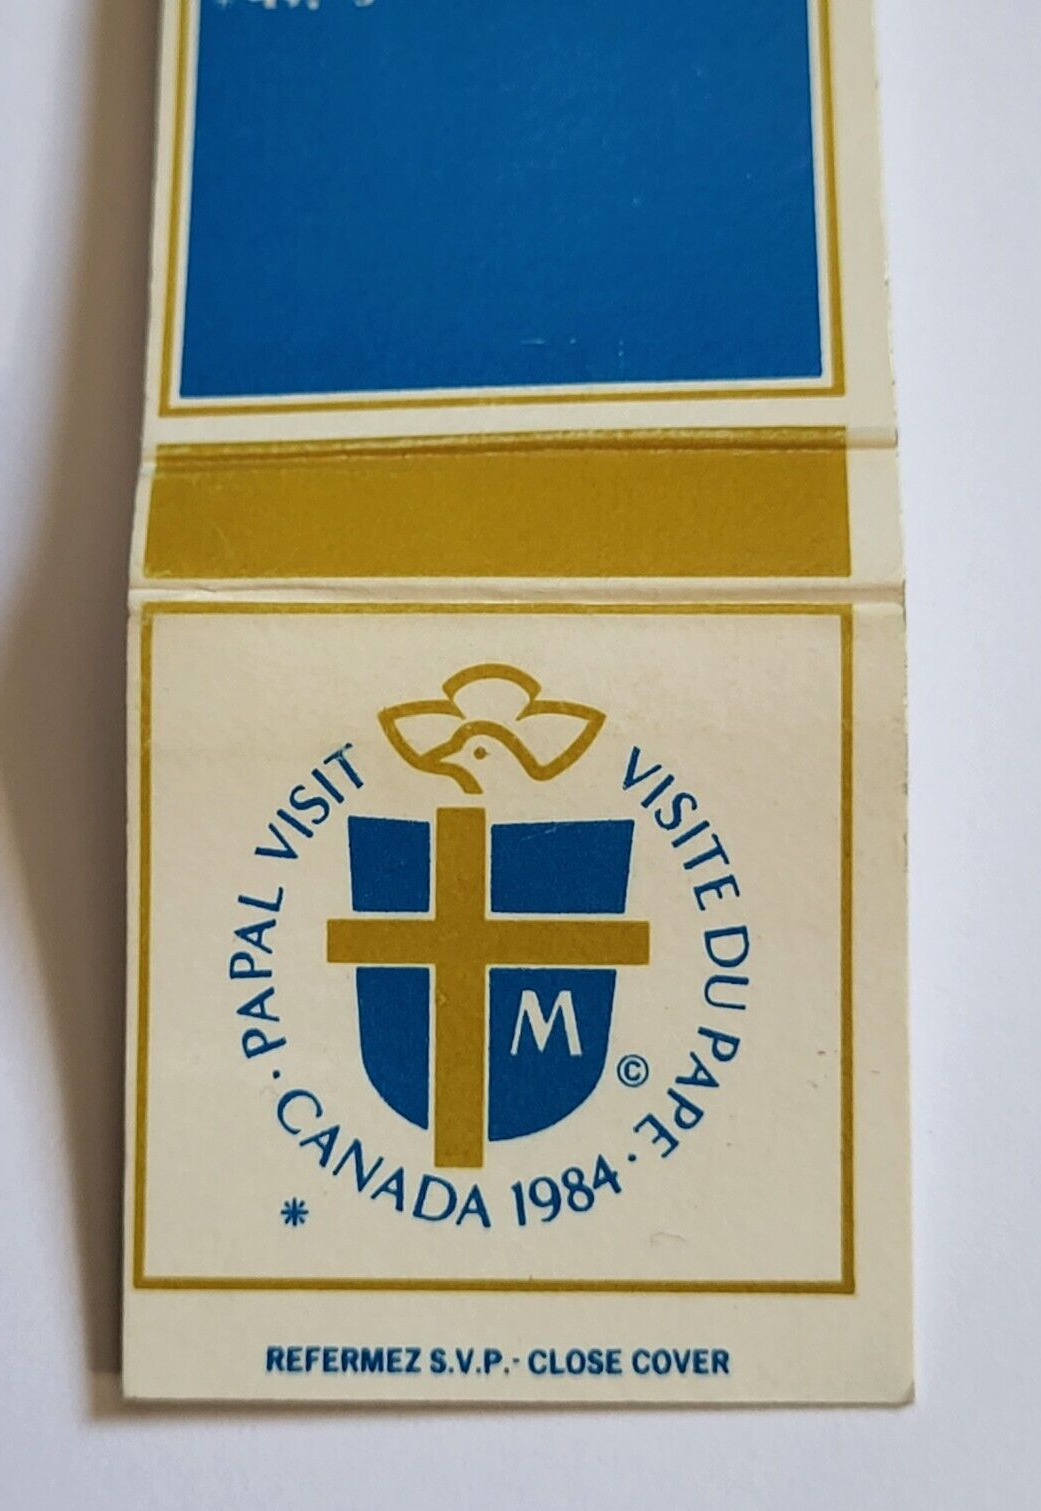 PAPAL VISIT
VISITE DU PAPE
· CANADA 1984 ·
M
©
*
REFERMEZ S.V.P.- CLOSE COVER